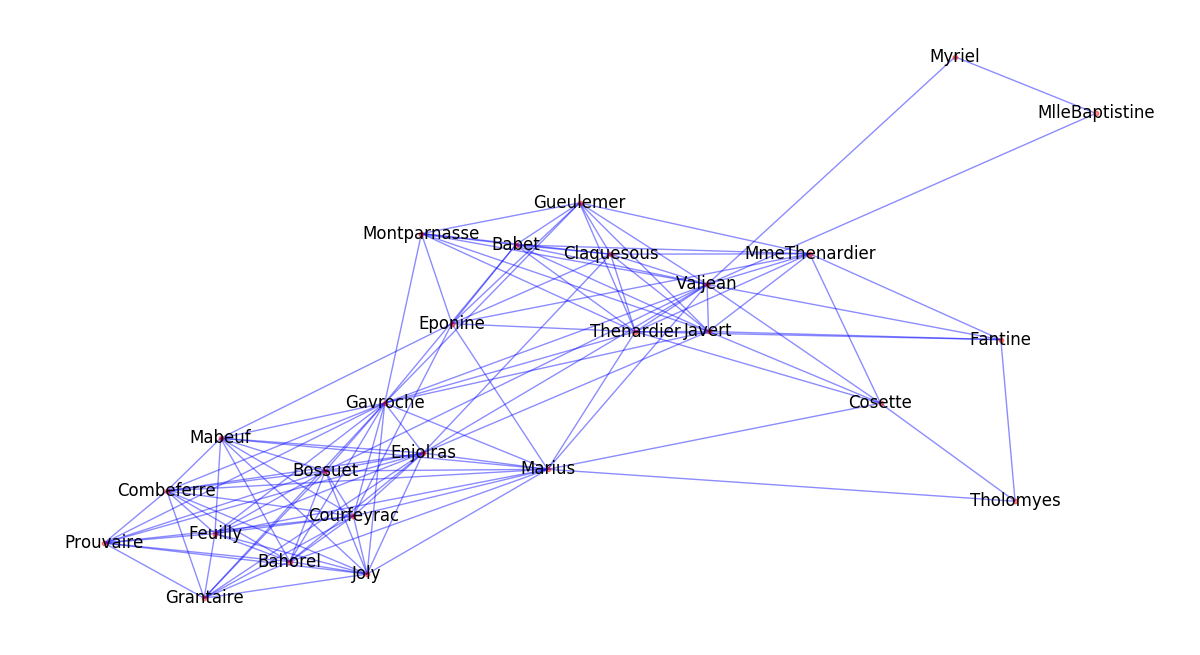 Myriel
MlleBaptistine
Gueulemer
Montparnasse
Babet
Claquesous
MmeThenardier
Valjean
Eponine
Thenardier
Javert
Fantine
Gavroche
Cosette
Mabeuf
Enjolras
Bossuet
Marius
Combeferre
Tholomyes
Courfeyrac
Feuilly
Prouvaire
Bahorel
Joly
Grantaire